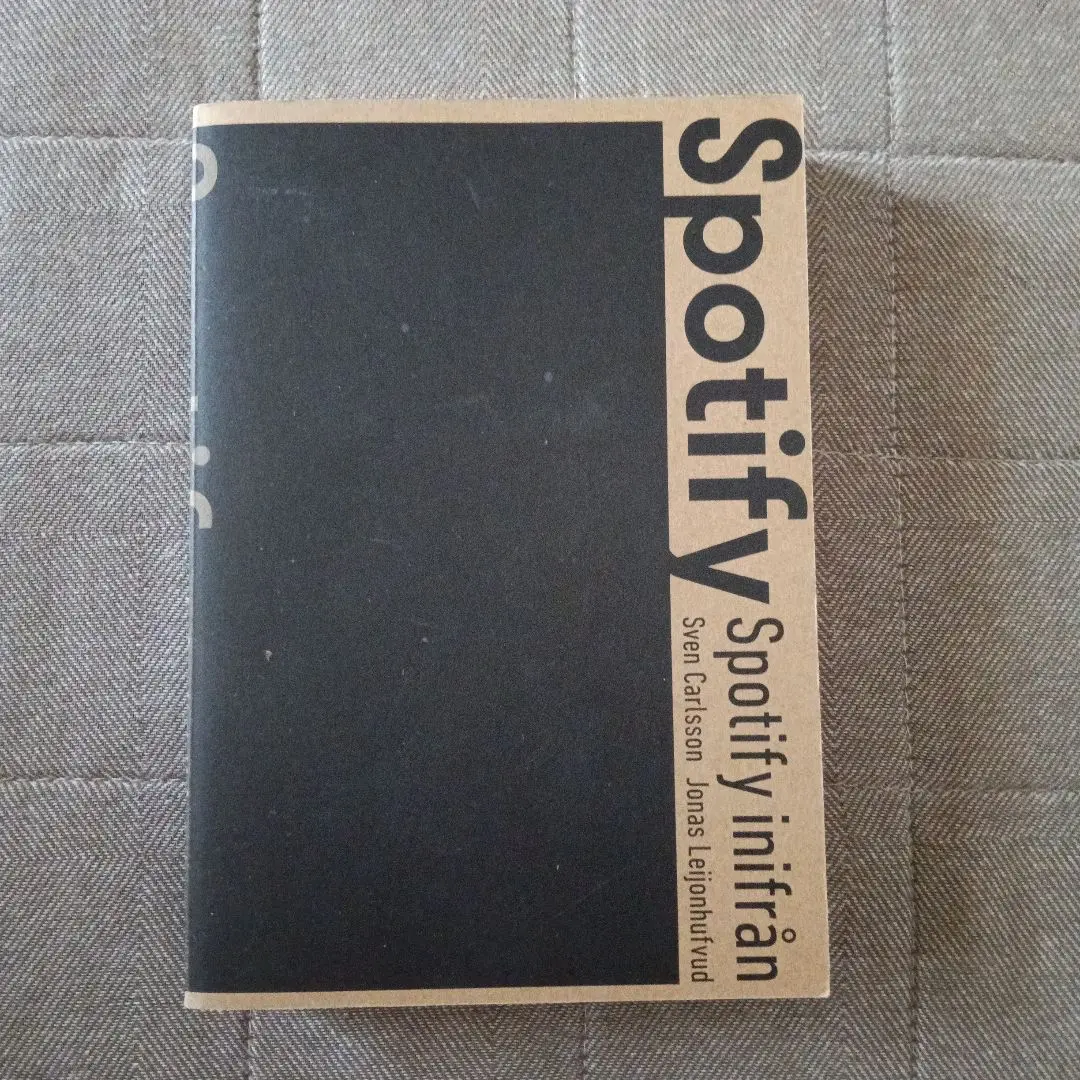 Spotify
Spotify inifrån
Sven Carlsson Jonas Leijonhufvud